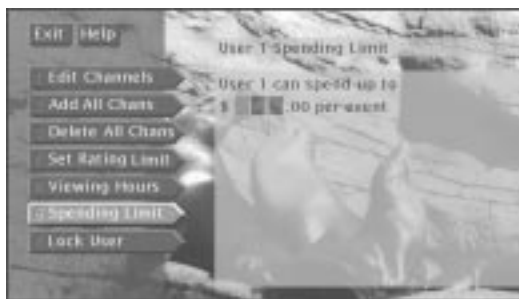 Exit Help
User 1 Spending Limit
User 1 can spend up to
$ .00 per event
Edit Channels
Add All Chans
Delete All Chans
Set Rating Limit
Viewing Hours
Spending Limit
Lock User